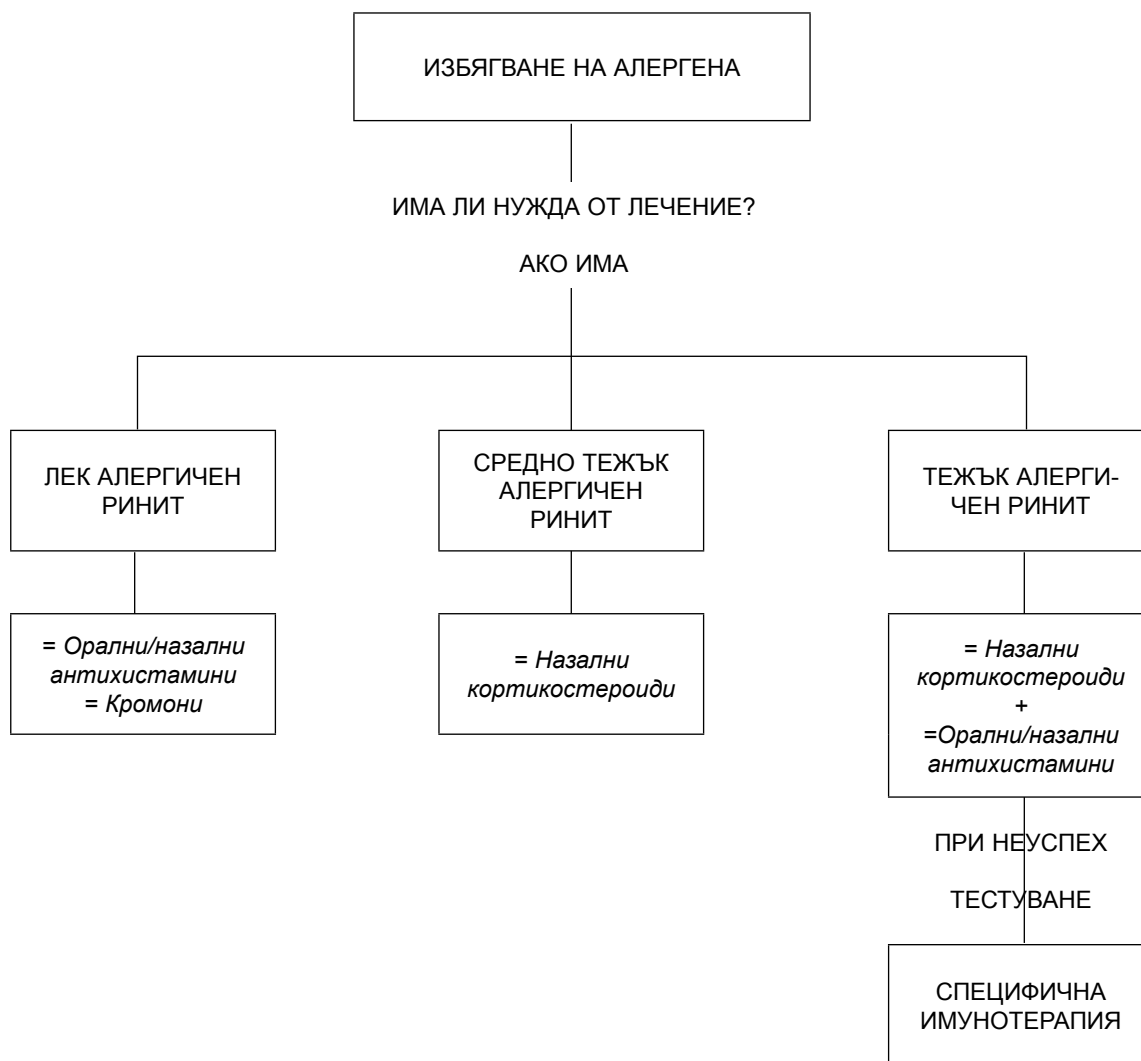 ИЗБЯГВАНЕ НА АЛЕРГЕНА
ИМА ЛИ НУЖДА ОТ ЛЕЧЕНИЕ?
АКО ИМА
ЛЕК АЛЕРГИЧЕН
РИНИТ
СРЕДНО ТЕЖЪК
АЛЕРГИЧЕН
РИНИТ
ТЕЖЪК АЛЕРГИ-
ЧЕН РИНИТ
= Орални/назални
антихистамини
= Кромони
= Назални
кортикостероиди
= Назални
кортикостероиди
+
=Орални/назални
антихистамини
ПРИ НЕУСПЕХ
ТЕСТУВАНЕ
СПЕЦИФИЧНА
ИМУНОТЕРАПИЯ